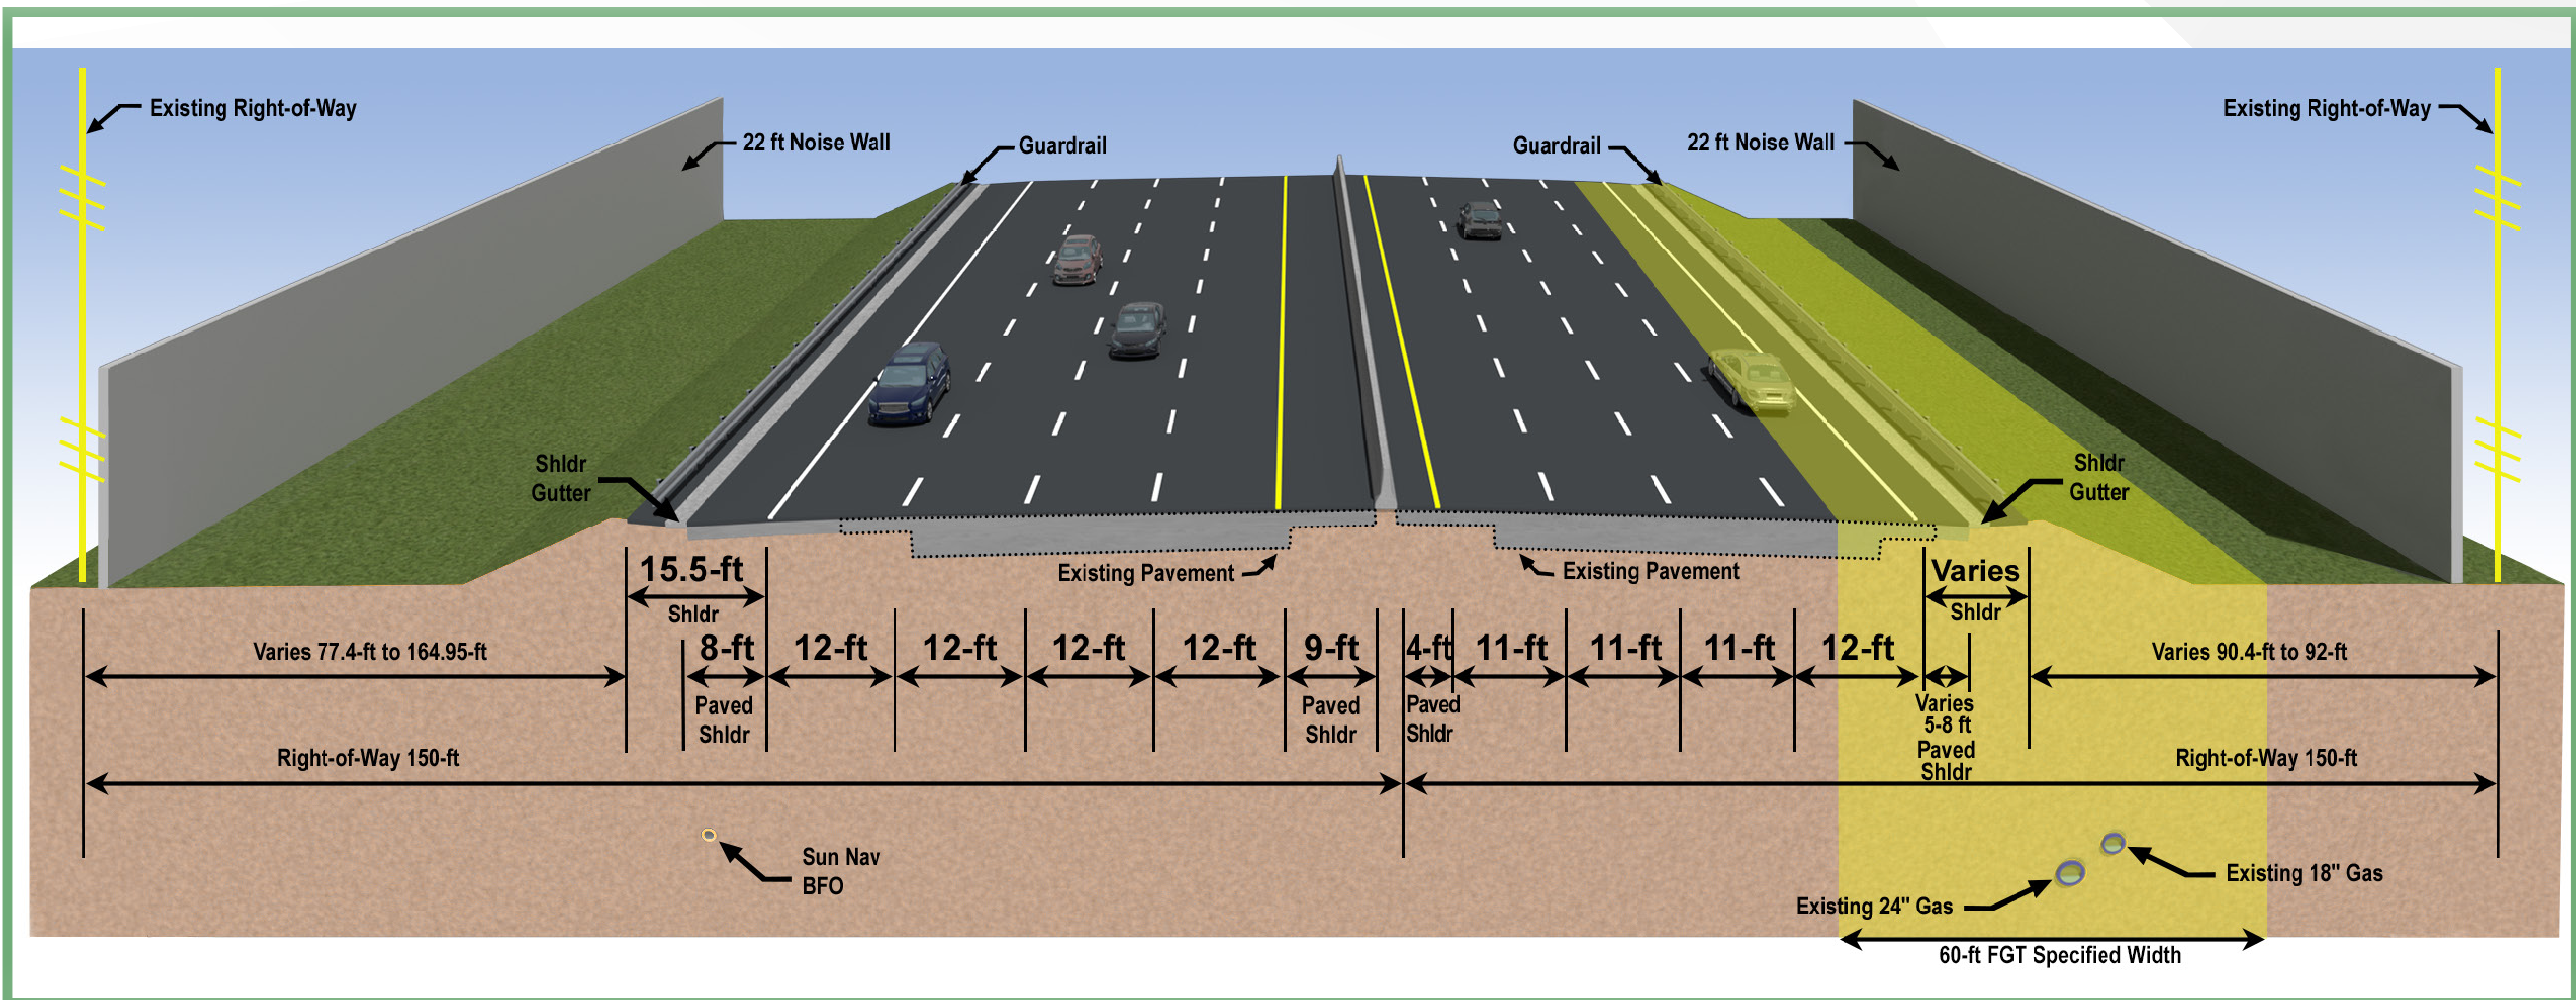 Existing Right-of-Way
22 ft Noise Wall
Guardrail
Guardrail
22 ft Noise Wall
Existing Right-of-Way
Shldr
Gutter
Shldr
Gutter
15.5-ft
Shldr
Existing Pavement
Existing Pavement
Varies
Shldr
Varies 77.4-ft to 164.95-ft
8-ft
Paved
Shldr
12-ft
12-ft
12-ft
12-ft
9-ft
Paved
Shldr
4-ft
Paved
Shldr
11-ft
11-ft
11-ft
12-ft
Varies
5-8 ft
Paved
Shldr
Varies 90.4-ft to 92-ft
Right-of-Way 150-ft
Right-of-Way 150-ft
Sun Nav
BFO
Existing 18" Gas
Existing 24" Gas
60-ft FGT Specified Width